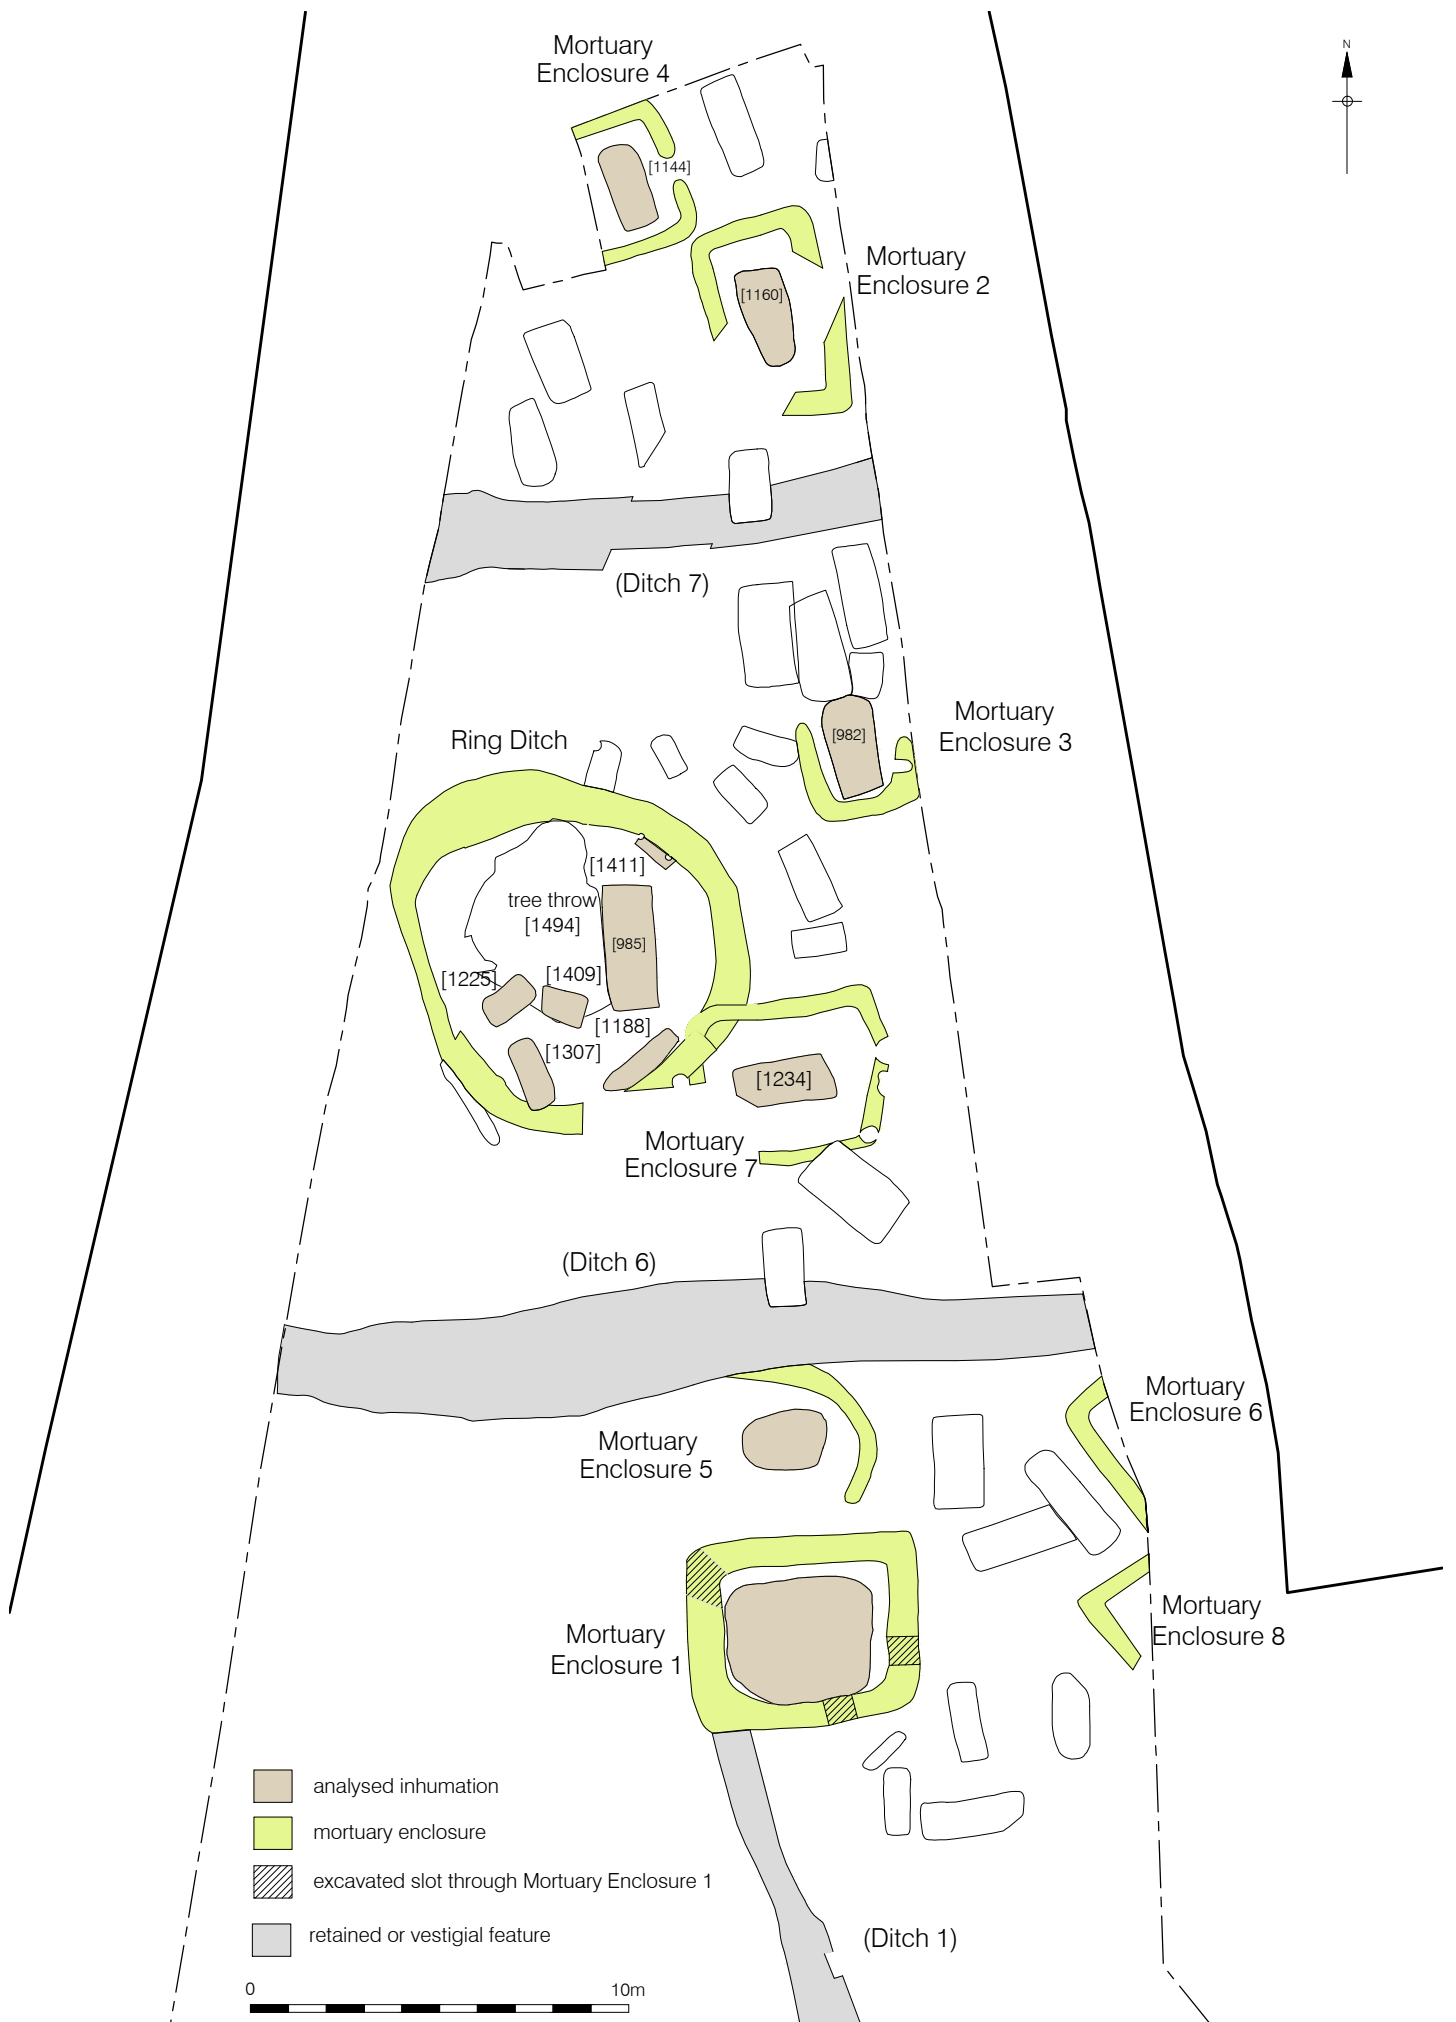 Mortuary
Enclosure 4
N
[1144]
Mortuary
Enclosure 2
[1160]
(Ditch 7)
Mortuary
Enclosure 3
[982]
Ring Ditch
[1411]
tree throw
[1494]
[985]
[1225]
[1409]
[1188]
[1307]
[1234]
Mortuary
Enclosure 7
(Ditch 6)
Mortuary
Enclosure 6
Mortuary
Enclosure 5
Mortuary
Enclosure 8
Mortuary
Enclosure 1
analysed inhumation
mortuary enclosure
excavated slot through Mortuary Enclosure 1
retained or vestigial feature
(Ditch 1)
0 10m